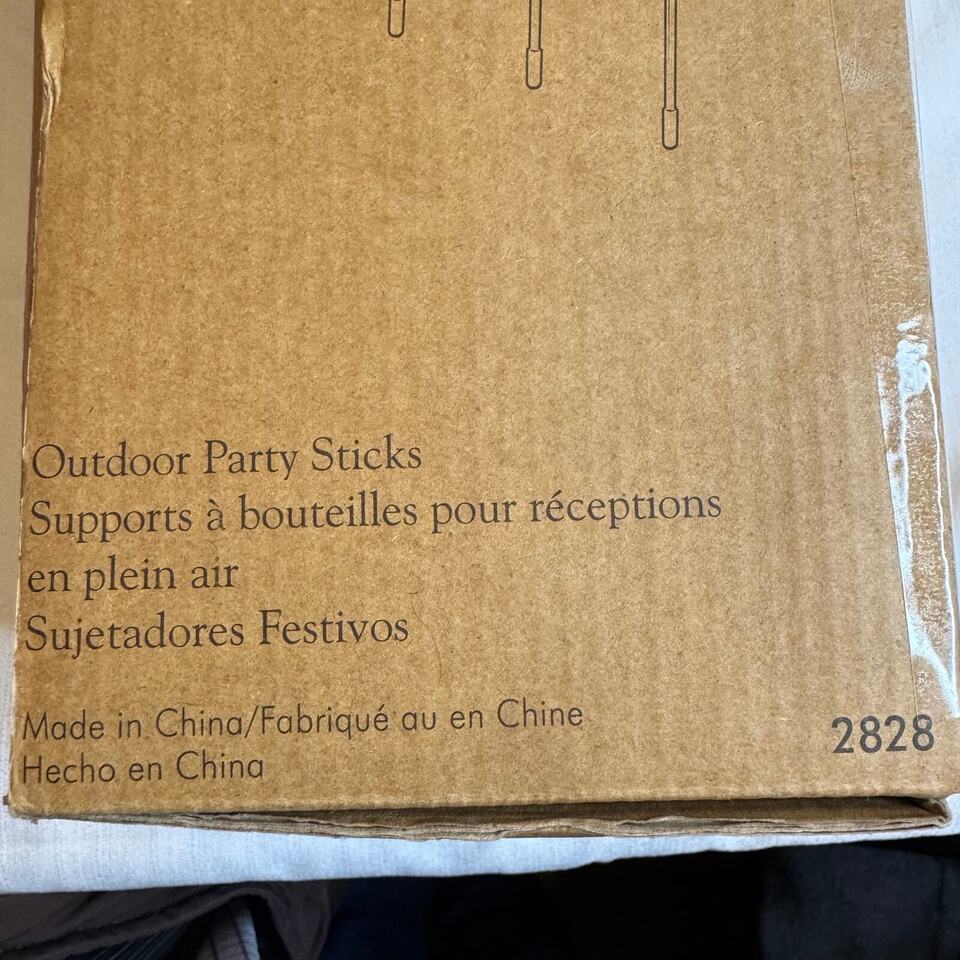 Outdoor Party Sticks
Supports à bouteilles pour réceptions
en plein air
Sujetadores Festivos
Made in China/Fabriqué au en Chine
Hecho en China
2828